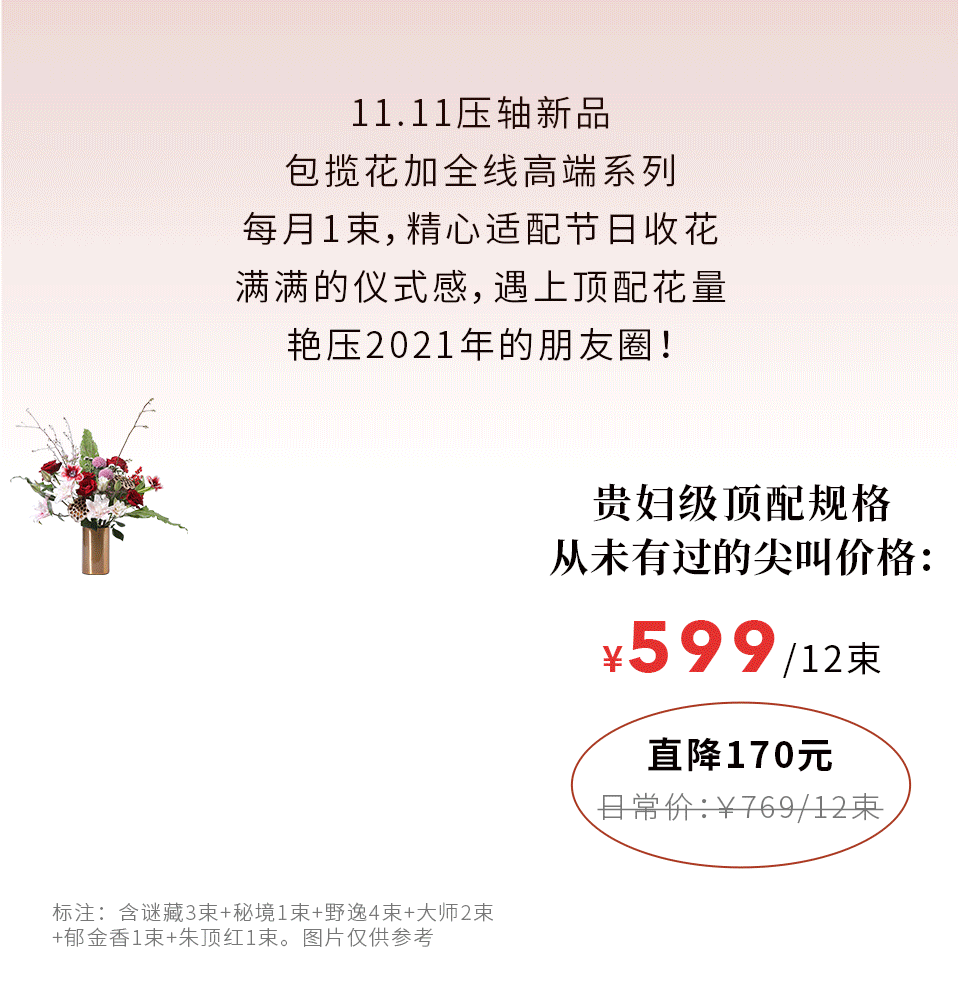 11.11压轴新品
包揽花加全线高端系列
每月1束，精心适配节日收花
满满的仪式感，遇上顶配花量
艳压2021年的朋友圈！
贵妇级顶配规格
从未有过的尖叫价格：
¥599/12束
直降170元
日常价：¥769/12束
标注：含谜藏3束+秘境1束+野逸4束+大师2束
+郁金香1束+朱顶红1束。图片仅供参考